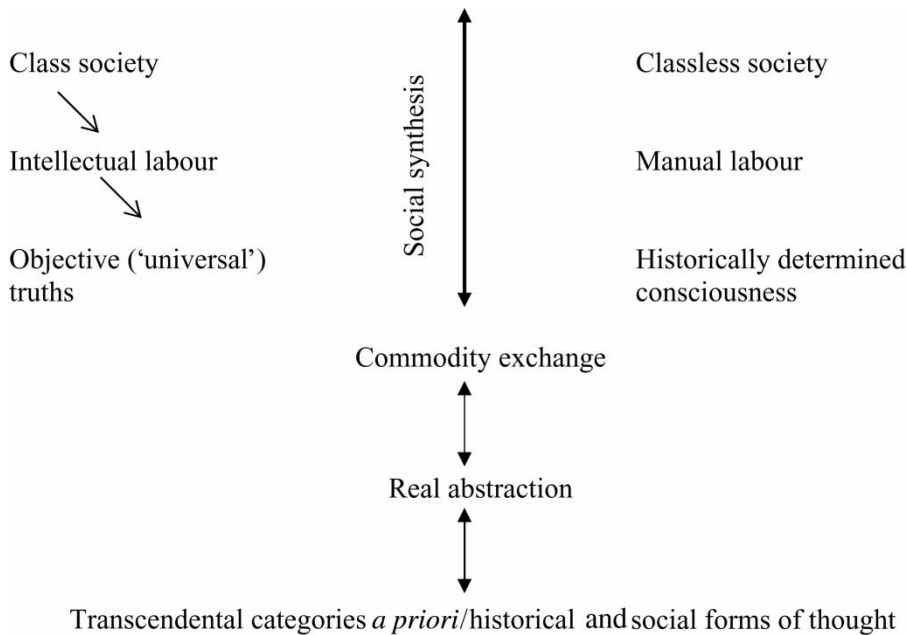 Class society
Intellectual labour
Objective (‘universal’)
truths
Social synthesis
Classless society
Manual labour
Historically determined
consciousness
Commodity exchange
Real abstraction
Transcendental categories a priori/historical and social forms of thought